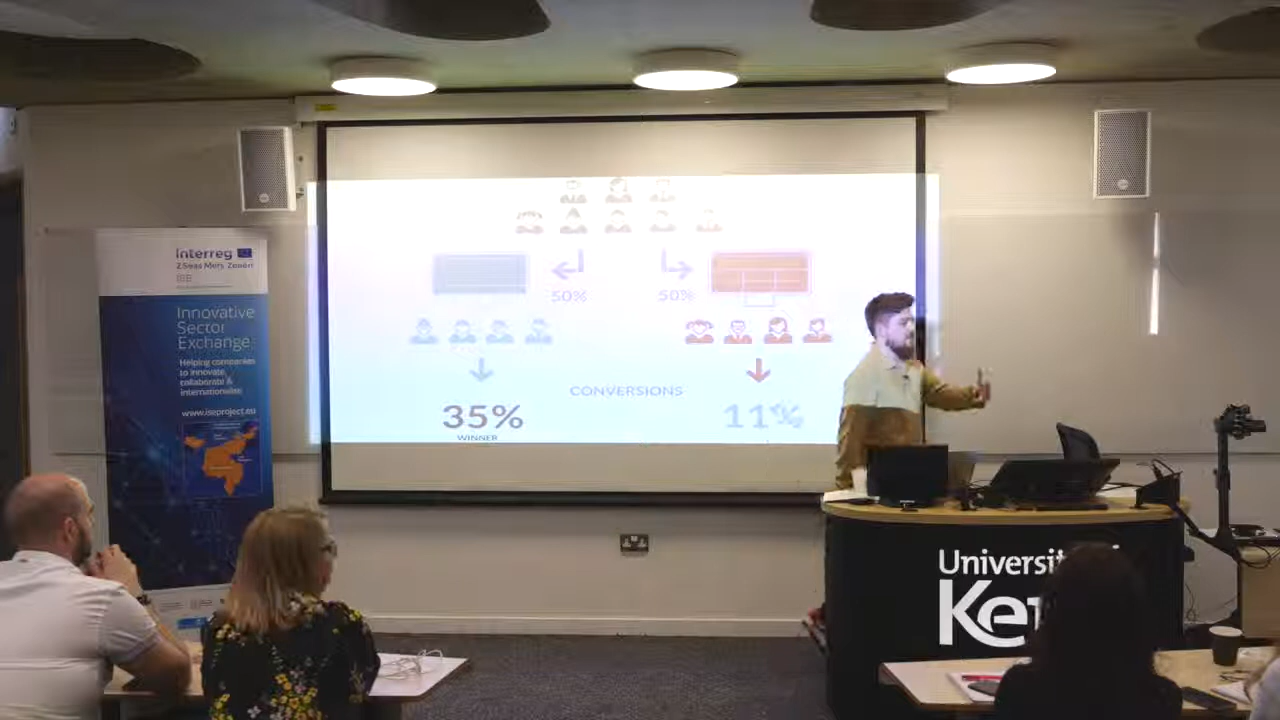 Interreg
2 Seas Mers Zeeën
ISE
Innovative
Sector
Exchange
Helping companies
to innovate,
collaborate &
internationalise
www.iseproject.eu
50%
50%
CONVERSIONS
35%
11%
WINNER
Universit
Ke